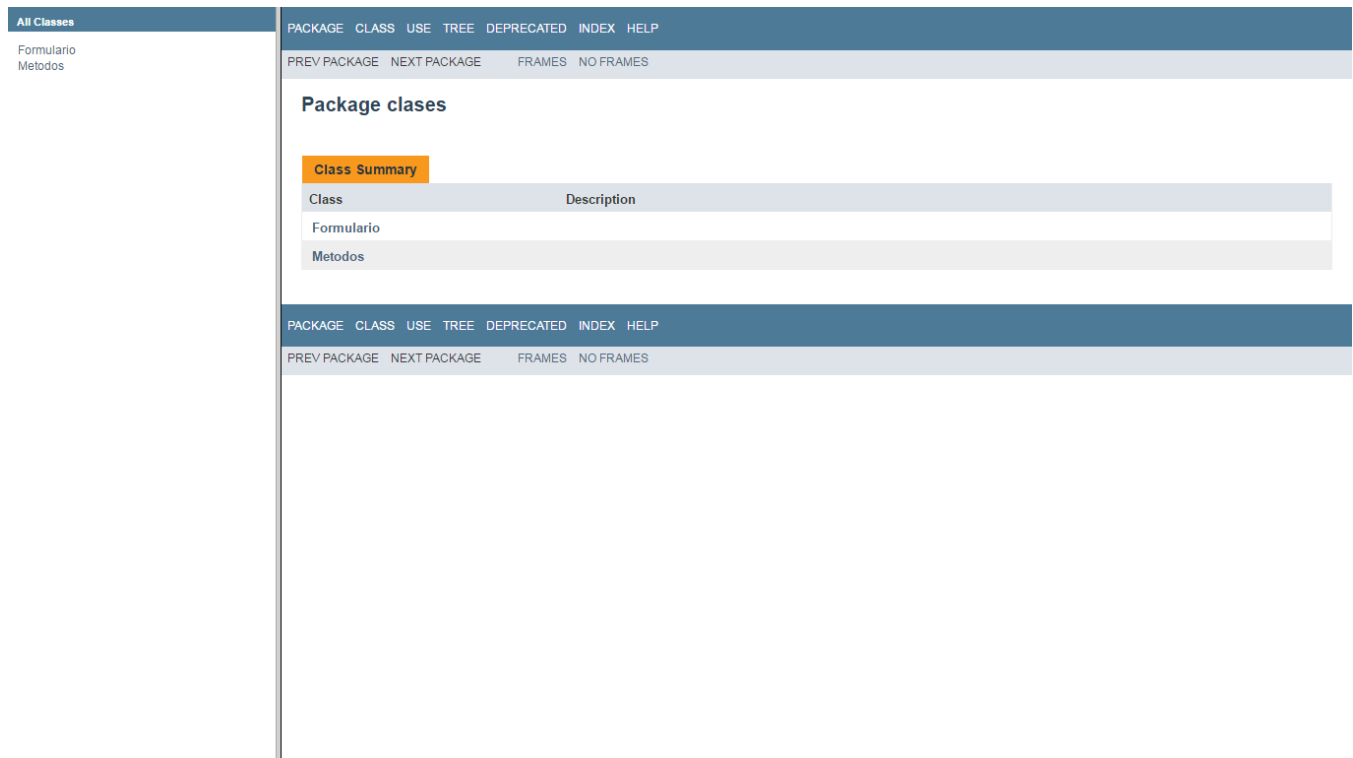 All Classes
Formulario
Metodos
PACKAGE CLASS USE TREE DEPRECATED INDEX HELP
PREV PACKAGE NEXT PACKAGE FRAMES NO FRAMES
Package clases
Class Summary
Class Description
Formulario
Metodos
PACKAGE CLASS USE TREE DEPRECATED INDEX HELP
PREV PACKAGE NEXT PACKAGE FRAMES NO FRAMES